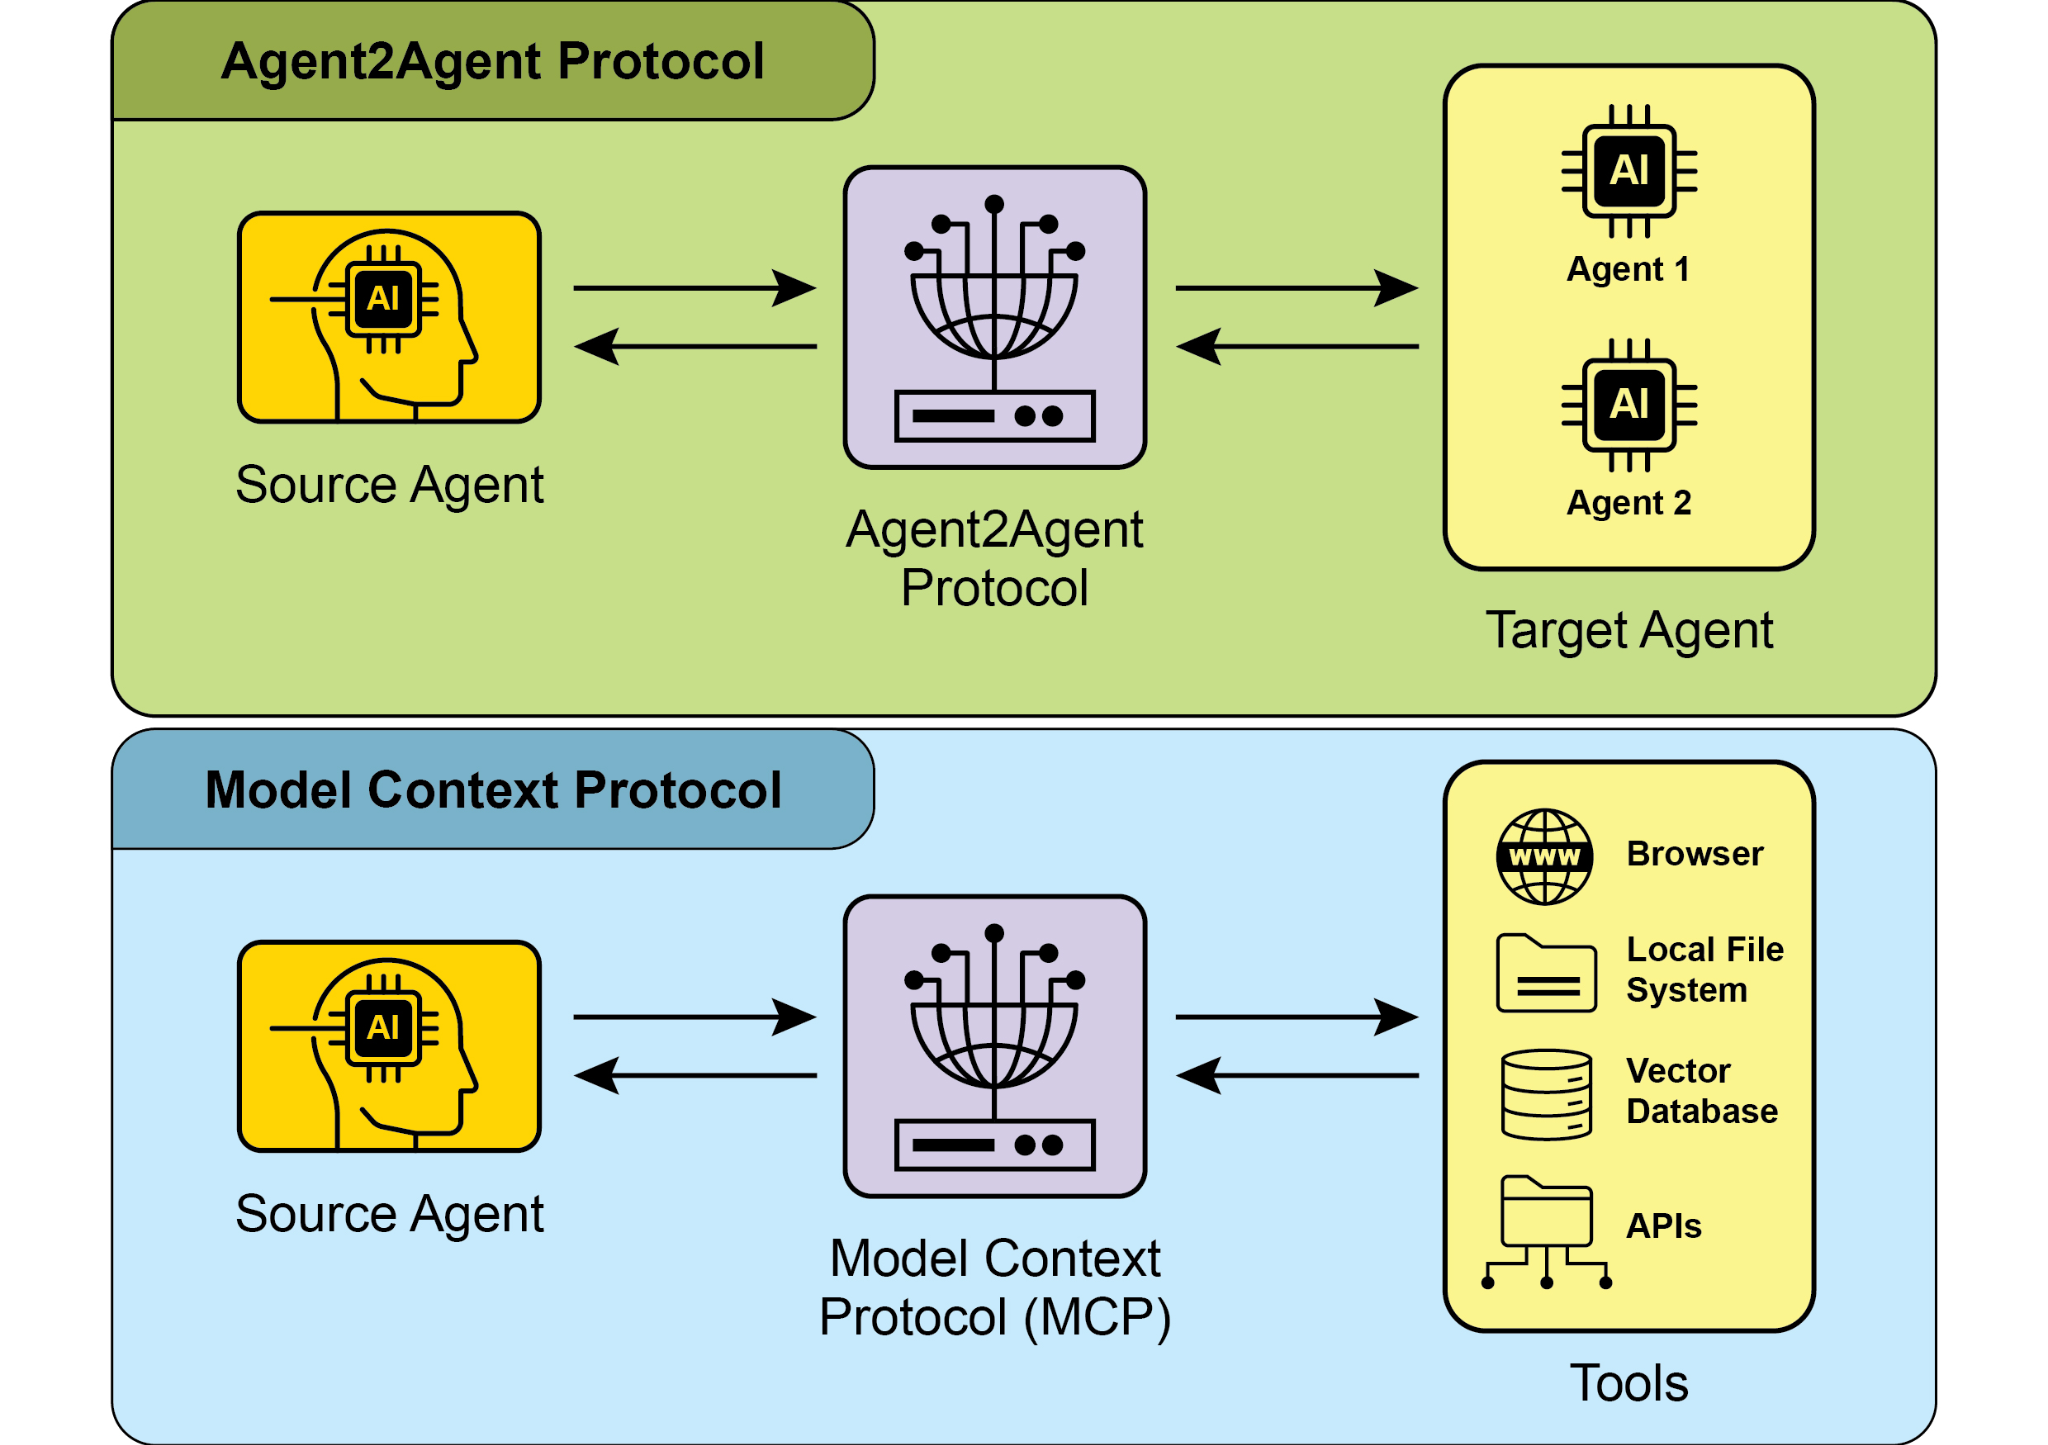 Agent2Agent Protocol
AI
Source Agent
Agent2Agent
Protocol
AI
Agent 1
AI
Agent 2
Target Agent
Model Context Protocol
AI
Source Agent
Model Context
Protocol (MCP)
www
Browser
Local File
System
Vector
Database
APIs
Tools